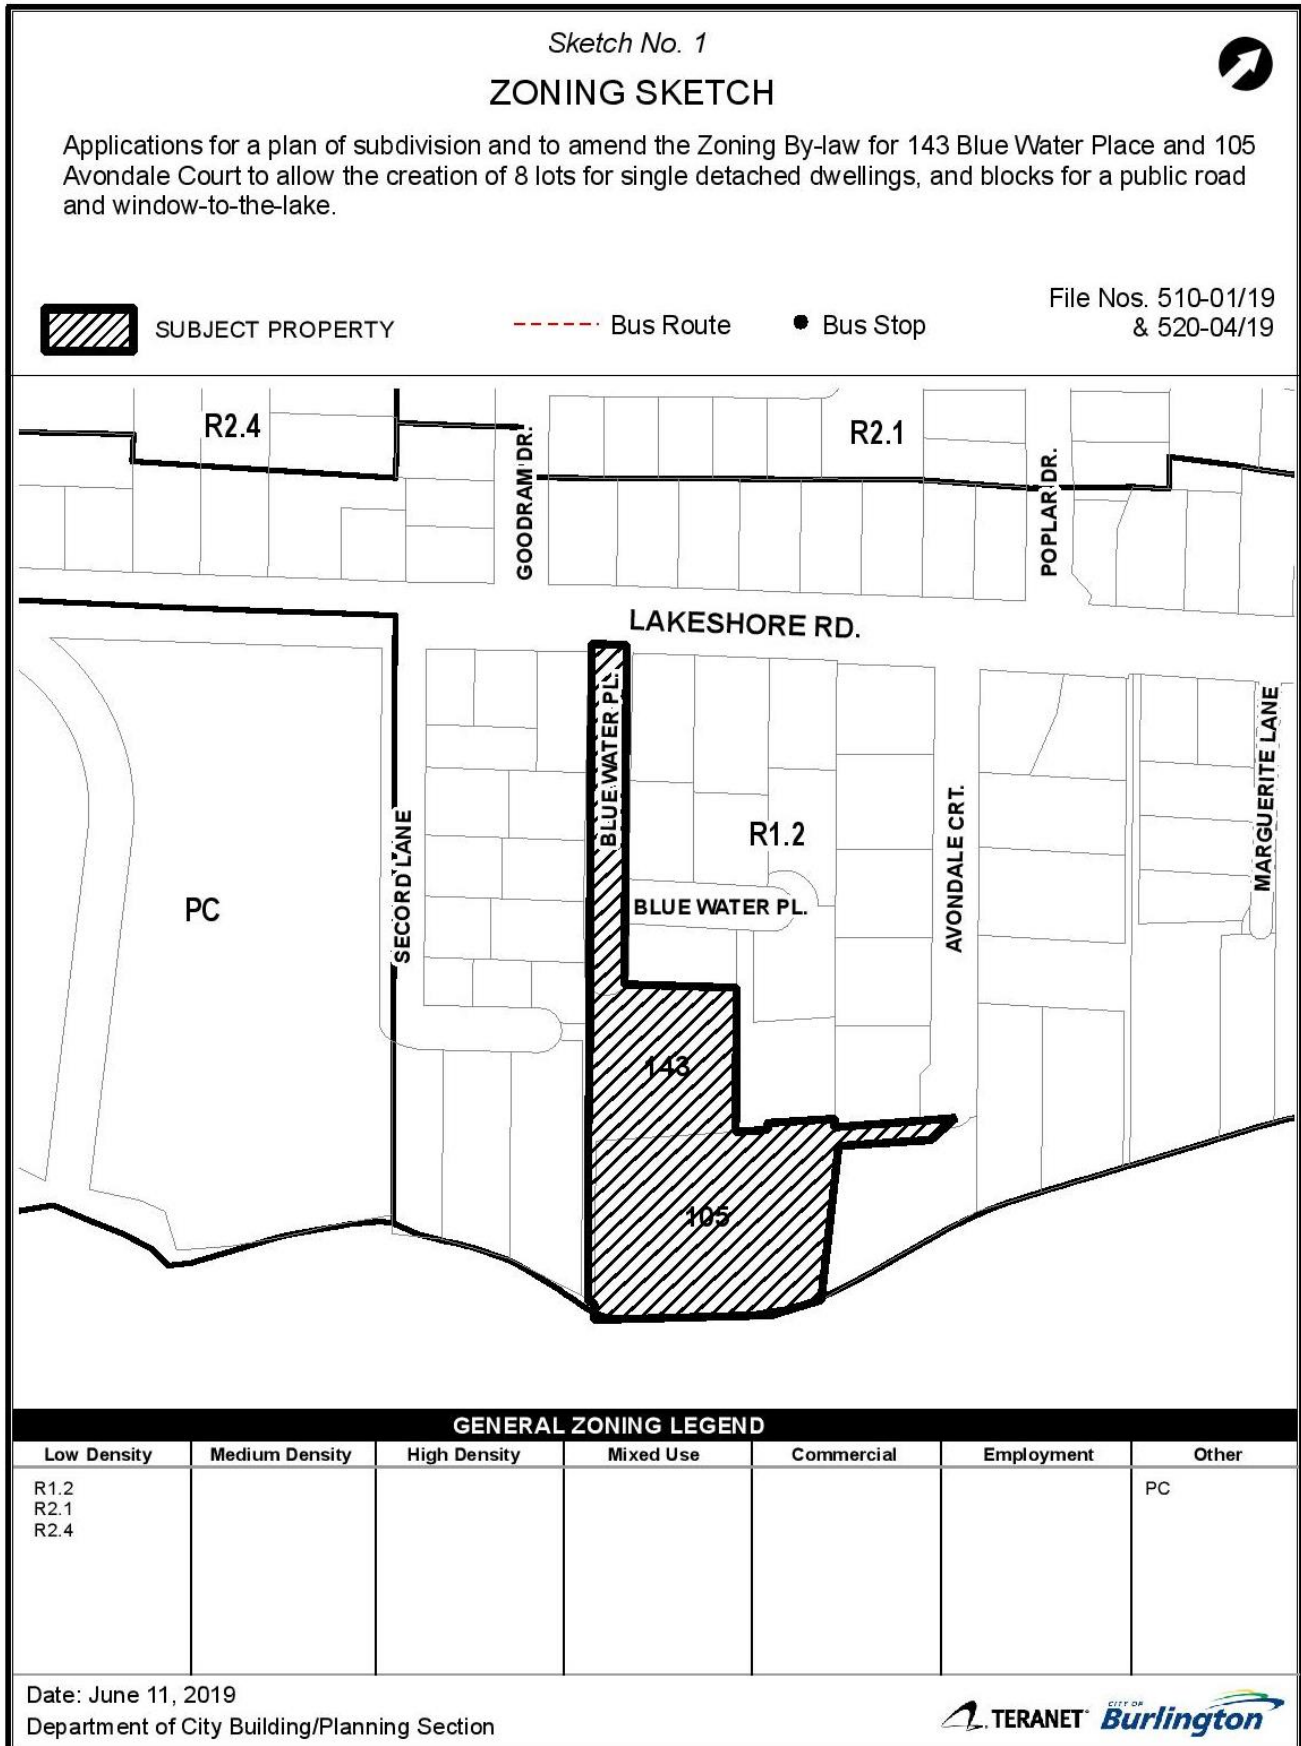 Sketch No. 1
ZONING SKETCH
Applications for a plan of subdivision and to amend the Zoning By-law for 143 Blue Water Place and 105
Avondale Court to allow the creation of 8 lots for single detached dwellings, and blocks for a public road
and window-to-the-lake.
File Nos. 510-01/19
& 520-04/19
SUBJECT PROPERTY
Bus Route
Bus Stop
R2.4
R2.1
GOODRAM DR.
POPLAR DR.
LAKESHORE RD.
BLUE WATER PL.
MARGUERITE LANE
R1.2
SECORD LANE
AVONDALE CRT.
PC
BLUE WATER PL.
143
105
GENERAL ZONING LEGEND
Low Density Medium Density High Density Mixed Use Commercial Employment Other
R1.2 PC
R2.1
R2.4
Date: June 11, 2019
Department of City Building/Planning Section
TERANET
CITY OF
Burlington